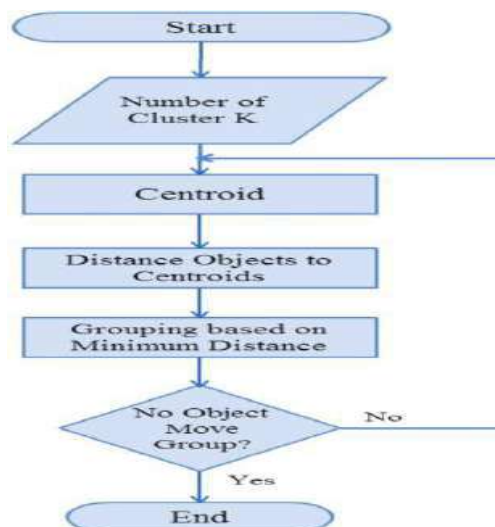 Start
Number of
Cluster K
Centroid
Distance Objects to
Centroids
Grouping based on
Minimum Distance
No Object
Move
Group?
No
Yes
End